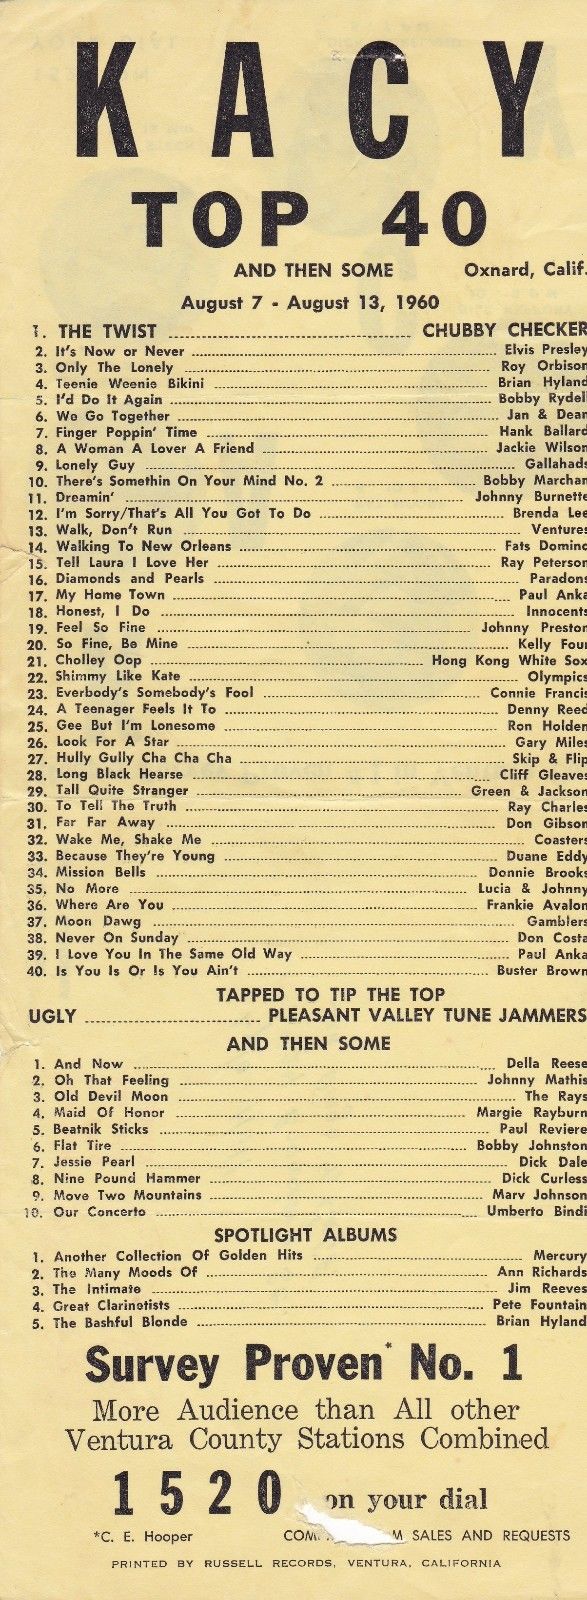 KACY
TOP 40
AND THEN SOME Oxnard, Calif.
August 7 - August 13, 1960
1. THE TWIST CHUBBY CHECKER
2. It's Now or Never Elvis Presley
3. Only The Lonely Roy Orbison
4. Teenie Weenie Bikini Brian Hyland
5. I'd Do It Again Bobby Rydell
6. We Go Together Jan & Dean
7. Finger Poppin' Time Hank Ballard
8. A Woman A Lover A Friend Jackie Wilson
9. Lonely Guy Gallahads
10. There's Somethin On Your Mind No. 2 Bobby Marchan
11. Dreamin' Johnny Burnette
12. I'm Sorry/That's All You Got To Do Brenda Lee
13. Walk, Don't Run Ventures
14. Walking To New Orleans Fats Domino
15. Tell Laura I Love Her Ray Peterson
16. Diamonds and Pearls Paradons
17. My Home Town Paul Anka
18. Honest, I Do Innocents
19. Feel So Fine Johnny Preston
20. So Fine, Be Mine Kelly Four
21. Cholley Oop Hong Kong White Sox
22. Shimmy Like Kate Olympics
23. Everbody's Somebody's Fool Connie Francis
24. A Teenager Feels It To Denny Reed
25. Gee But I'm Lonesome Ron Holden
26. Look For A Star Gary Miles
27. Hully Gully Cha Cha Cha Skip & Flip
28. Long Black Hearse Cliff Gleaves
29. Tall Quite Stranger Green & Jackson
30. To Tell The Truth Ray Charles
31. Far Far Away Don Gibson
32. Wake Me, Shake Me Coasters
33. Because They're Young Duane Eddy
34. Mission Bells Donnie Brooks
35. No More Lucia & Johnny
36. Where Are You Frankie Avalon
37. Moon Dawg Gamblers
38. Never On Sunday Don Costa
39. I Love You In The Same Old Way Paul Anka
40. Is You Is Or Is You Ain't Buster Brown
TAPPED TO TIP THE TOP
UGLY PLEASANT VALLEY TUNE JAMMERS
AND THEN SOME
1. And Now Della Reese
2. Oh That Feeling Johnny Mathis
3. Old Devil Moon The Rays
4. Maid Of Honor Margie Rayburn
5. Beatnik Sticks Paul Reviere
6. Flat Tire Bobby Johnston
7. Jessie Pearl Dick Dale
8. Nine Pound Hammer Dick Curless
9. Move Two Mountains Marv Johnson
10. Our Concerto Umberto Bindi
SPOTLIGHT ALBUMS
1. Another Collection Of Golden Hits Mercury
2. The Many Moods Of Ann Richards
3. The Intimate Jim Reeves
4. Great Clarinetists Pete Fountain
5. The Bashful Blonde Brian Hyland
Survey Proven* No. 1
More Audience than All other
Ventura County Stations Combined
1520 on your dial
*C. E. Hooper SALES AND REQUESTS
PRINTED BY RUSSELL RECORDS, VENTURA, CALIFORNIA